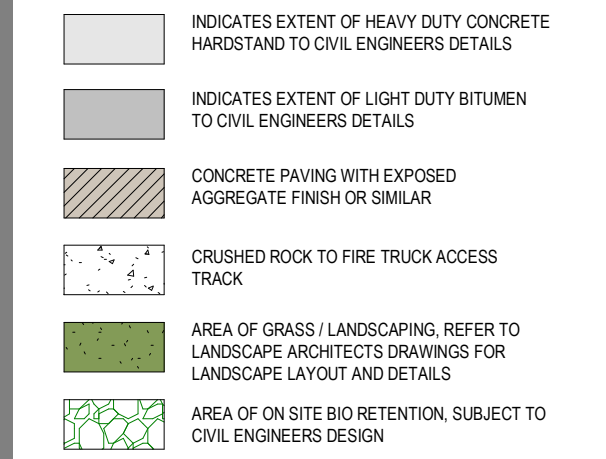 INDICATES EXTENT OF HEAVY DUTY CONCRETE
HARDSTAND TO CIVIL ENGINEERS DETAILS
INDICATES EXTENT OF LIGHT DUTY BITUMEN
TO CIVIL ENGINEERS DETAILS
CONCRETE PAVING WITH EXPOSED
AGGREGATE FINISH OR SIMILAR
CRUSHED ROCK TO FIRE TRUCK ACCESS
TRACK
AREA OF GRASS / LANDSCAPING, REFER TO
LANDSCAPE ARCHITECTS DRAWINGS FOR
LANDSCAPE LAYOUT AND DETAILS
AREA OF ON SITE BIO RETENTION, SUBJECT TO
CIVIL ENGINEERS DESIGN